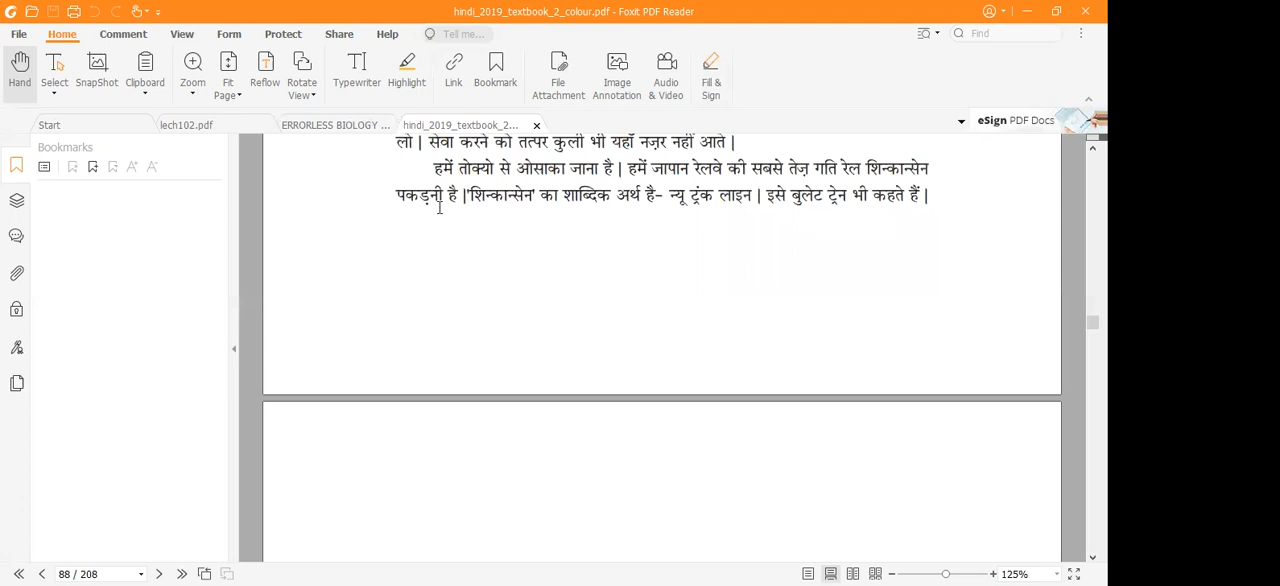 hindi_2019_textbook_2_colour.pdf - Foxit PDF Reader
File Home Comment View Form Protect Share Help Tell me... Find
Hand Select SnapShot Clipboard Zoom Fit Page Reflow Rotate View Typewriter Highlight Link Bookmark File Attachment Image Annotation Audio & Video Fill & Sign
Start lech102.pdf ERRORLESS BIOLOGY ... hindi_2019_textbook_2... eSign PDF Docs
Bookmarks
लो | सेवा करने को तत्पर कुली भी यहाँ नज़र नहीं आते |
हमें तोक्यो से ओसाका जाना है | हमें जापान रेलवे की सबसे तेज़ गति रेल शिन्कान्सेन
पकड़नी है |'शिन्कान्सेन' का शाब्दिक अर्थ है- न्यू ट्रंक लाइन | इसे बुलेट ट्रेन भी कहते हैं |
88 / 208 125%